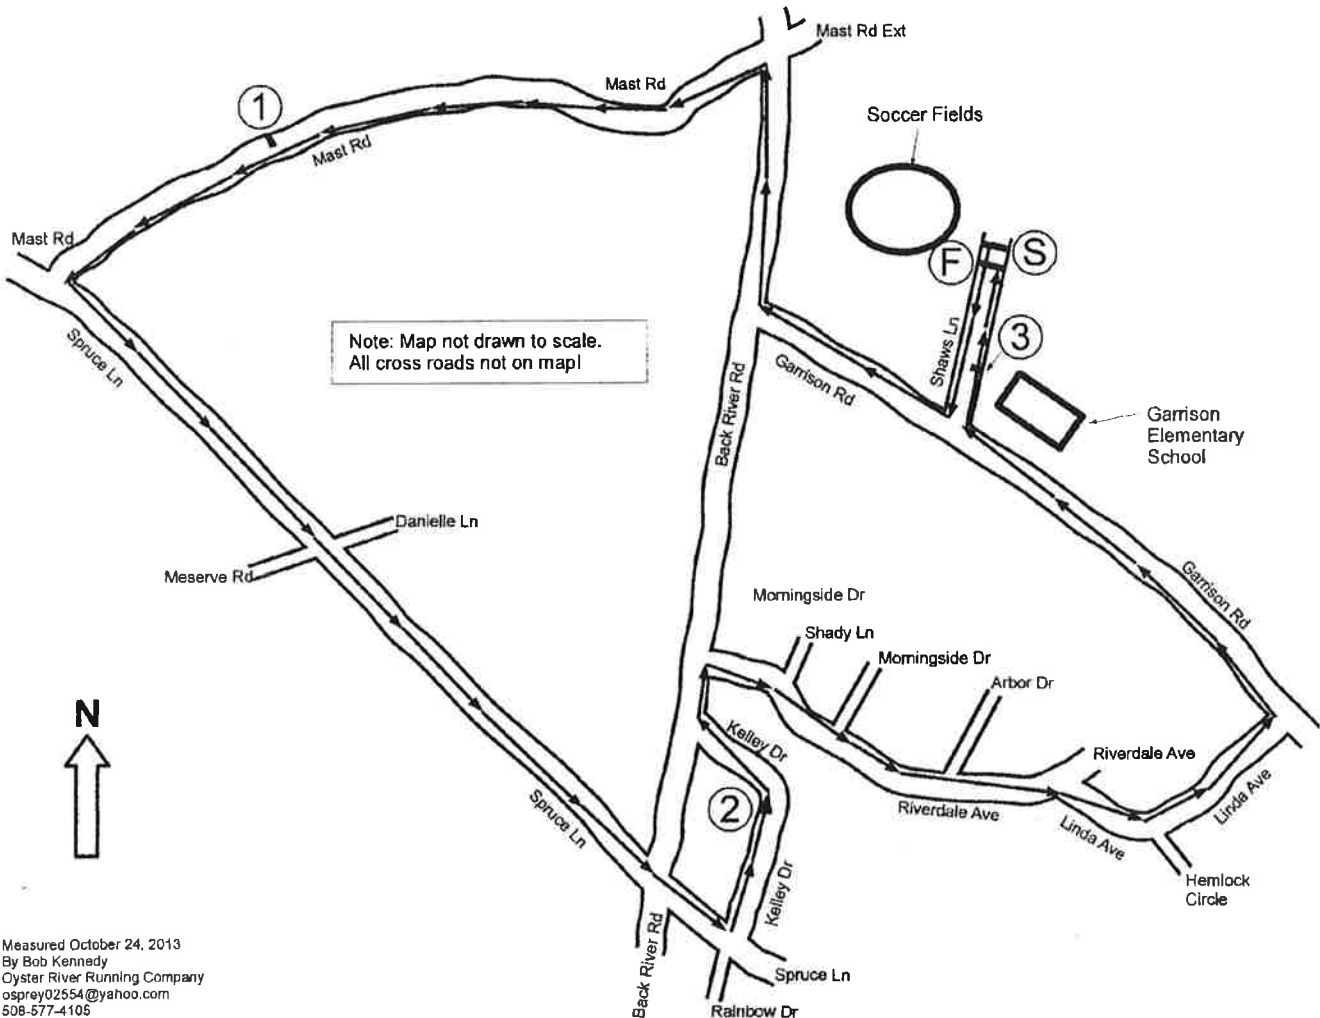 Mast Rd Ext
Mast Rd
1
Mast Rd
Soccer Fields
Mast Rd
F
S
Note: Map not drawn to scale.
All cross roads not on map!
Spruce Ln
Shaws Ln
3
Back River Rd
Garrison Rd
Garrison
Elementary
School
Danielle Ln
Meserve Rd
Garrison Rd
Morningside Dr
Shady Ln
Morningside Dr
Arbor Dr
N
Kelley Dr
Riverdale Ave
2
Spruce Ln
Riverdale Ave
Linda Ave
Linda Ave
Kelley Dr
Hemlock
Circle
Back River Rd
Spruce Ln
Rainbow Dr
Measured October 24, 2013
By Bob Kennedy
Oyster River Running Company
osprey02554@yahoo.com
508-577-4105